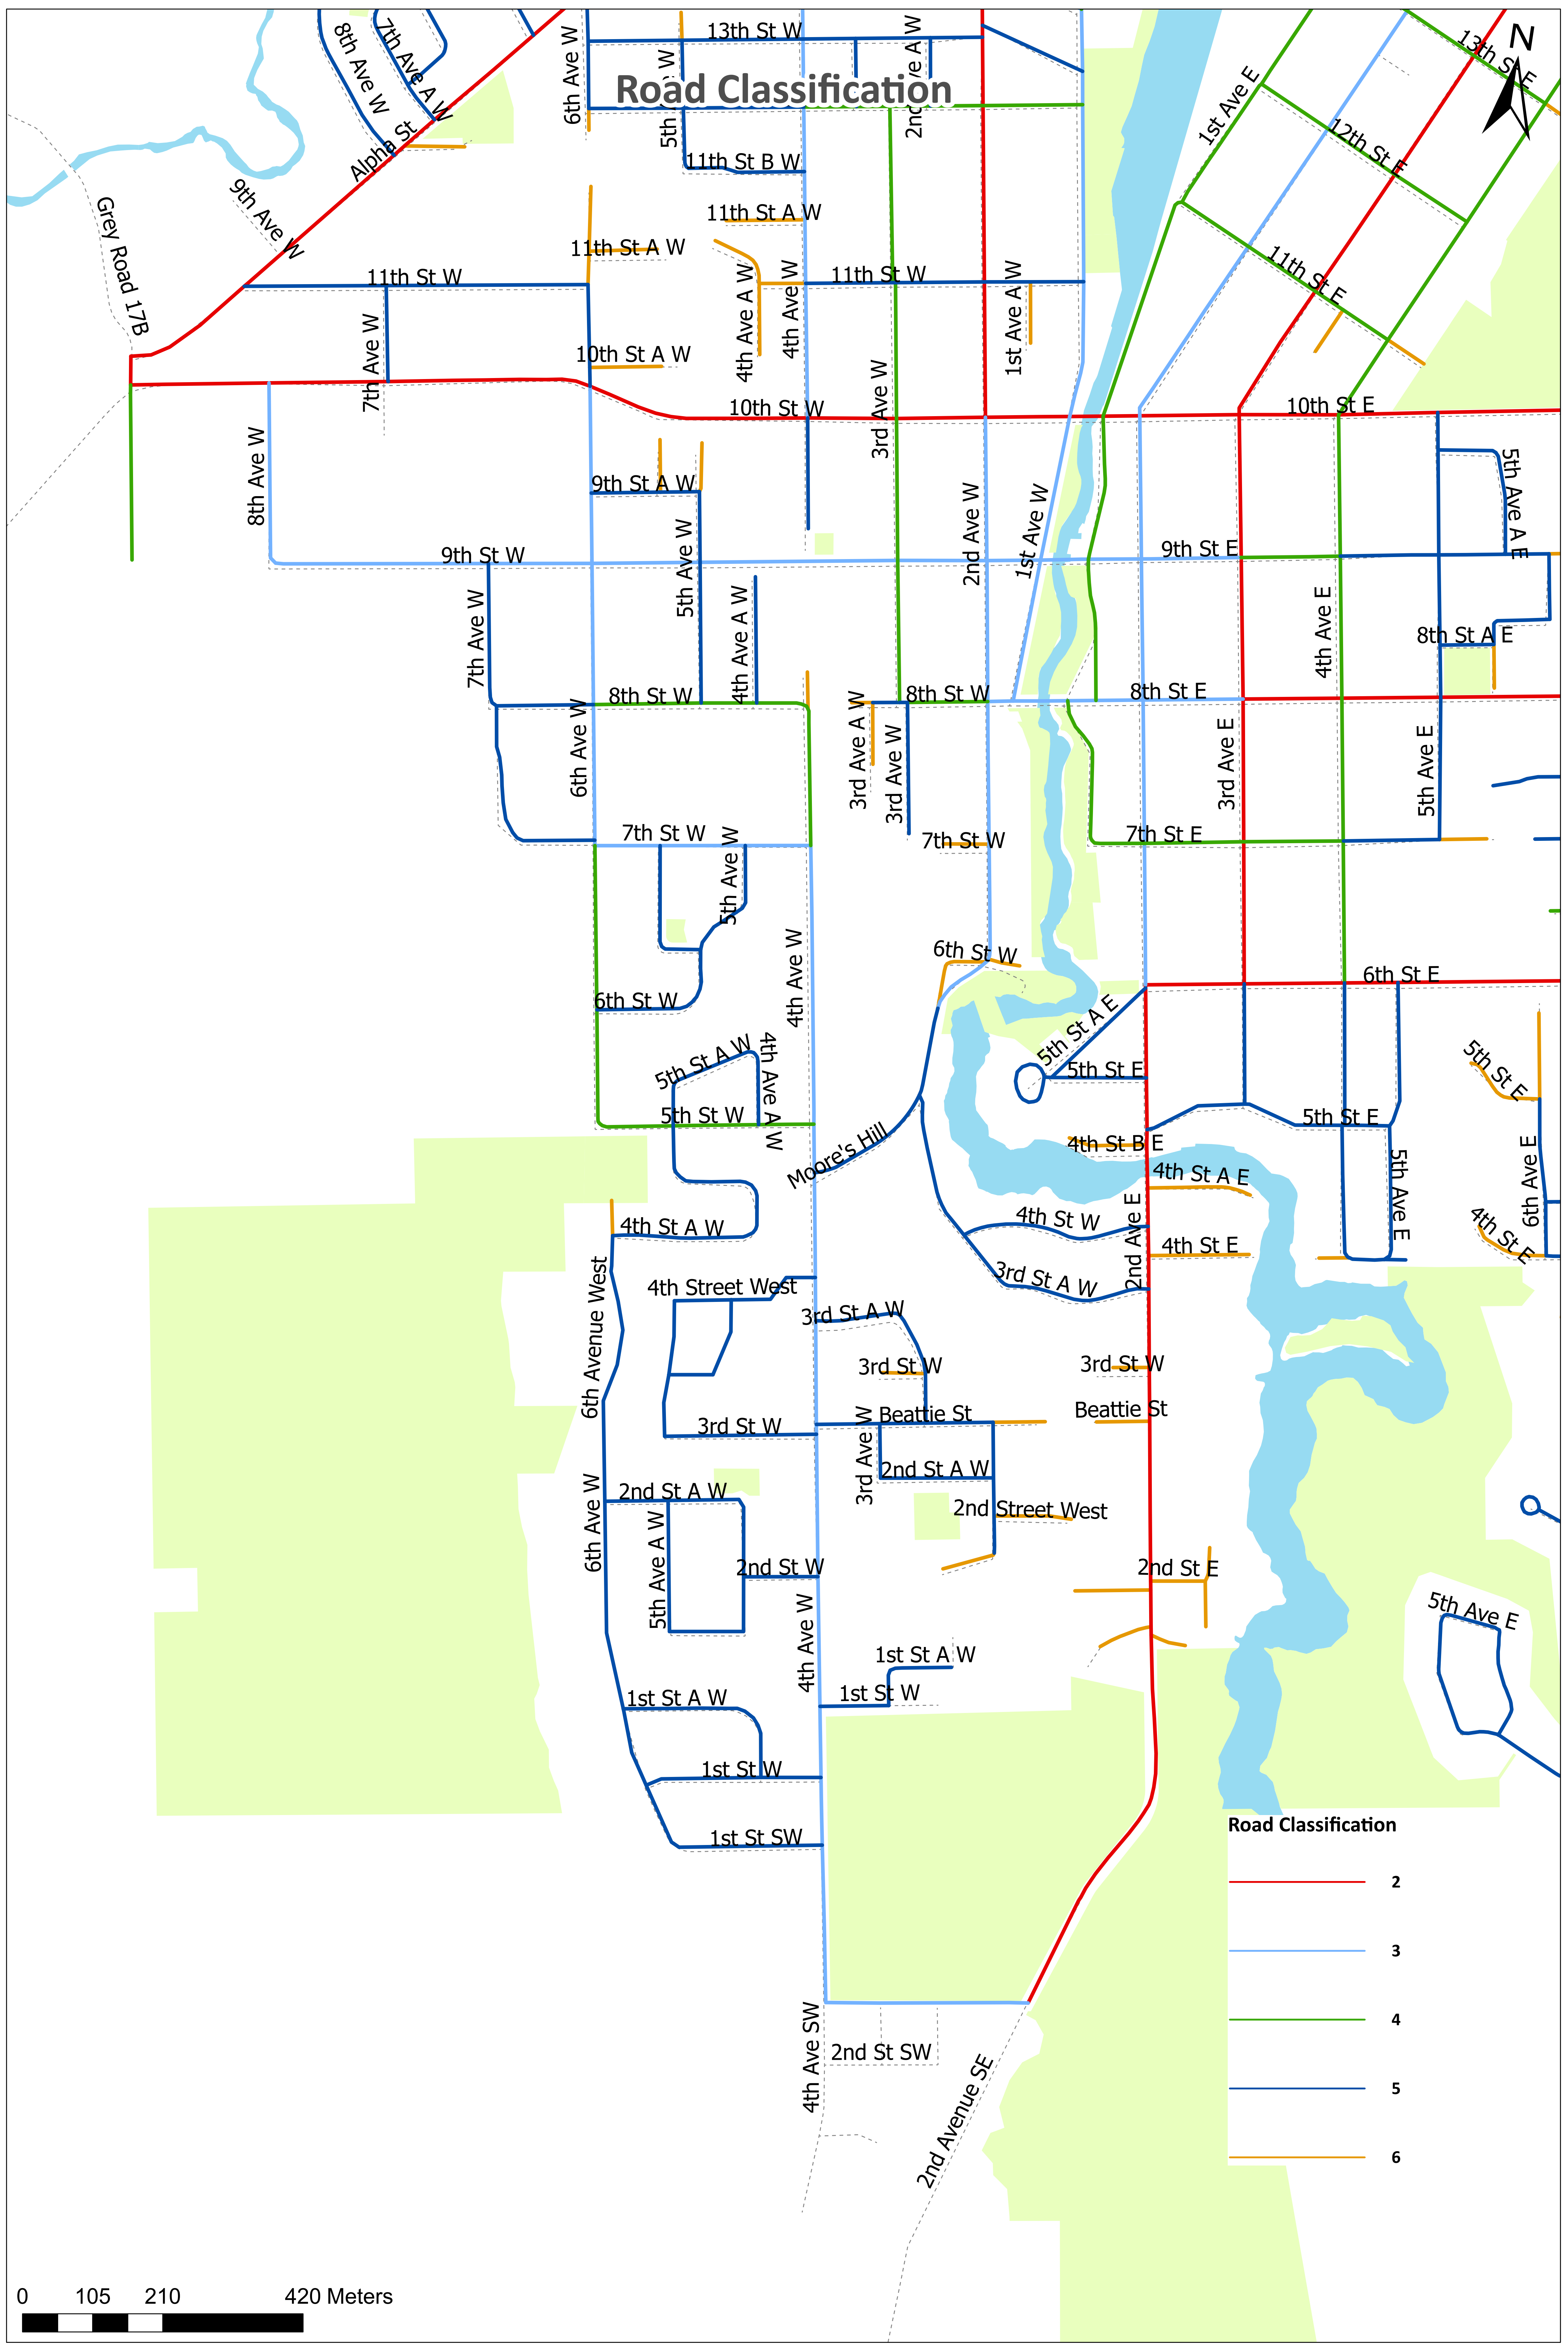 8th Ave W
7th Ave A W
6th Ave W
13th St W
5th
W
2nd
ve A W
13th St E
N
Road Classification
Alpha St
1st Ave E
12th St E
11th St B W
Grey Road 17B
9th Ave W
11th St A W
11th St A W
11th St W
11th St W
11th St E
4th Ave A W
4th Ave W
1st Ave A W
7th Ave W
10th St A W
3rd Ave W
10th St W
10th St E
8th Ave W
9th St A W
5th Ave A E
2nd Ave W
1st Ave W
9th St W
5th Ave W
9th St E
7th Ave W
4th Ave A W
4th Ave E
8th St A E
8th St W
8th St W
8th St E
6th Ave W
3rd Ave A W
3rd Ave W
3rd Ave E
5th Ave E
7th St W
5th Ave W
7th St W
7th St E
4th Ave W
6th St W
6th St E
6th St W
5th St A E
5th St A W
4th Ave A W
5th St E
5th St E
5th St W
5th St E
Moore's Hill
4th St B E
5th Ave E
6th Ave E
4th St A E
4th St A W
4th St W
2nd Ave E
4th St E
4th St E
6th Avenue West
4th Street West
3rd St A W
3rd St A W
3rd St W
3rd St W
3rd St W
3rd Ave W
Beattie St
Beattie St
2nd St A W
6th Ave W
2nd St A W
5th Ave A W
2nd Street West
2nd St W
2nd St E
4th Ave W
5th Ave E
1st St A W
1st St W
1st St A W
1st St W
1st St SW
Road Classification
2
3
4
5
6
4th Ave SW
2nd St SW
2nd Avenue SE
0 105 210 420 Meters